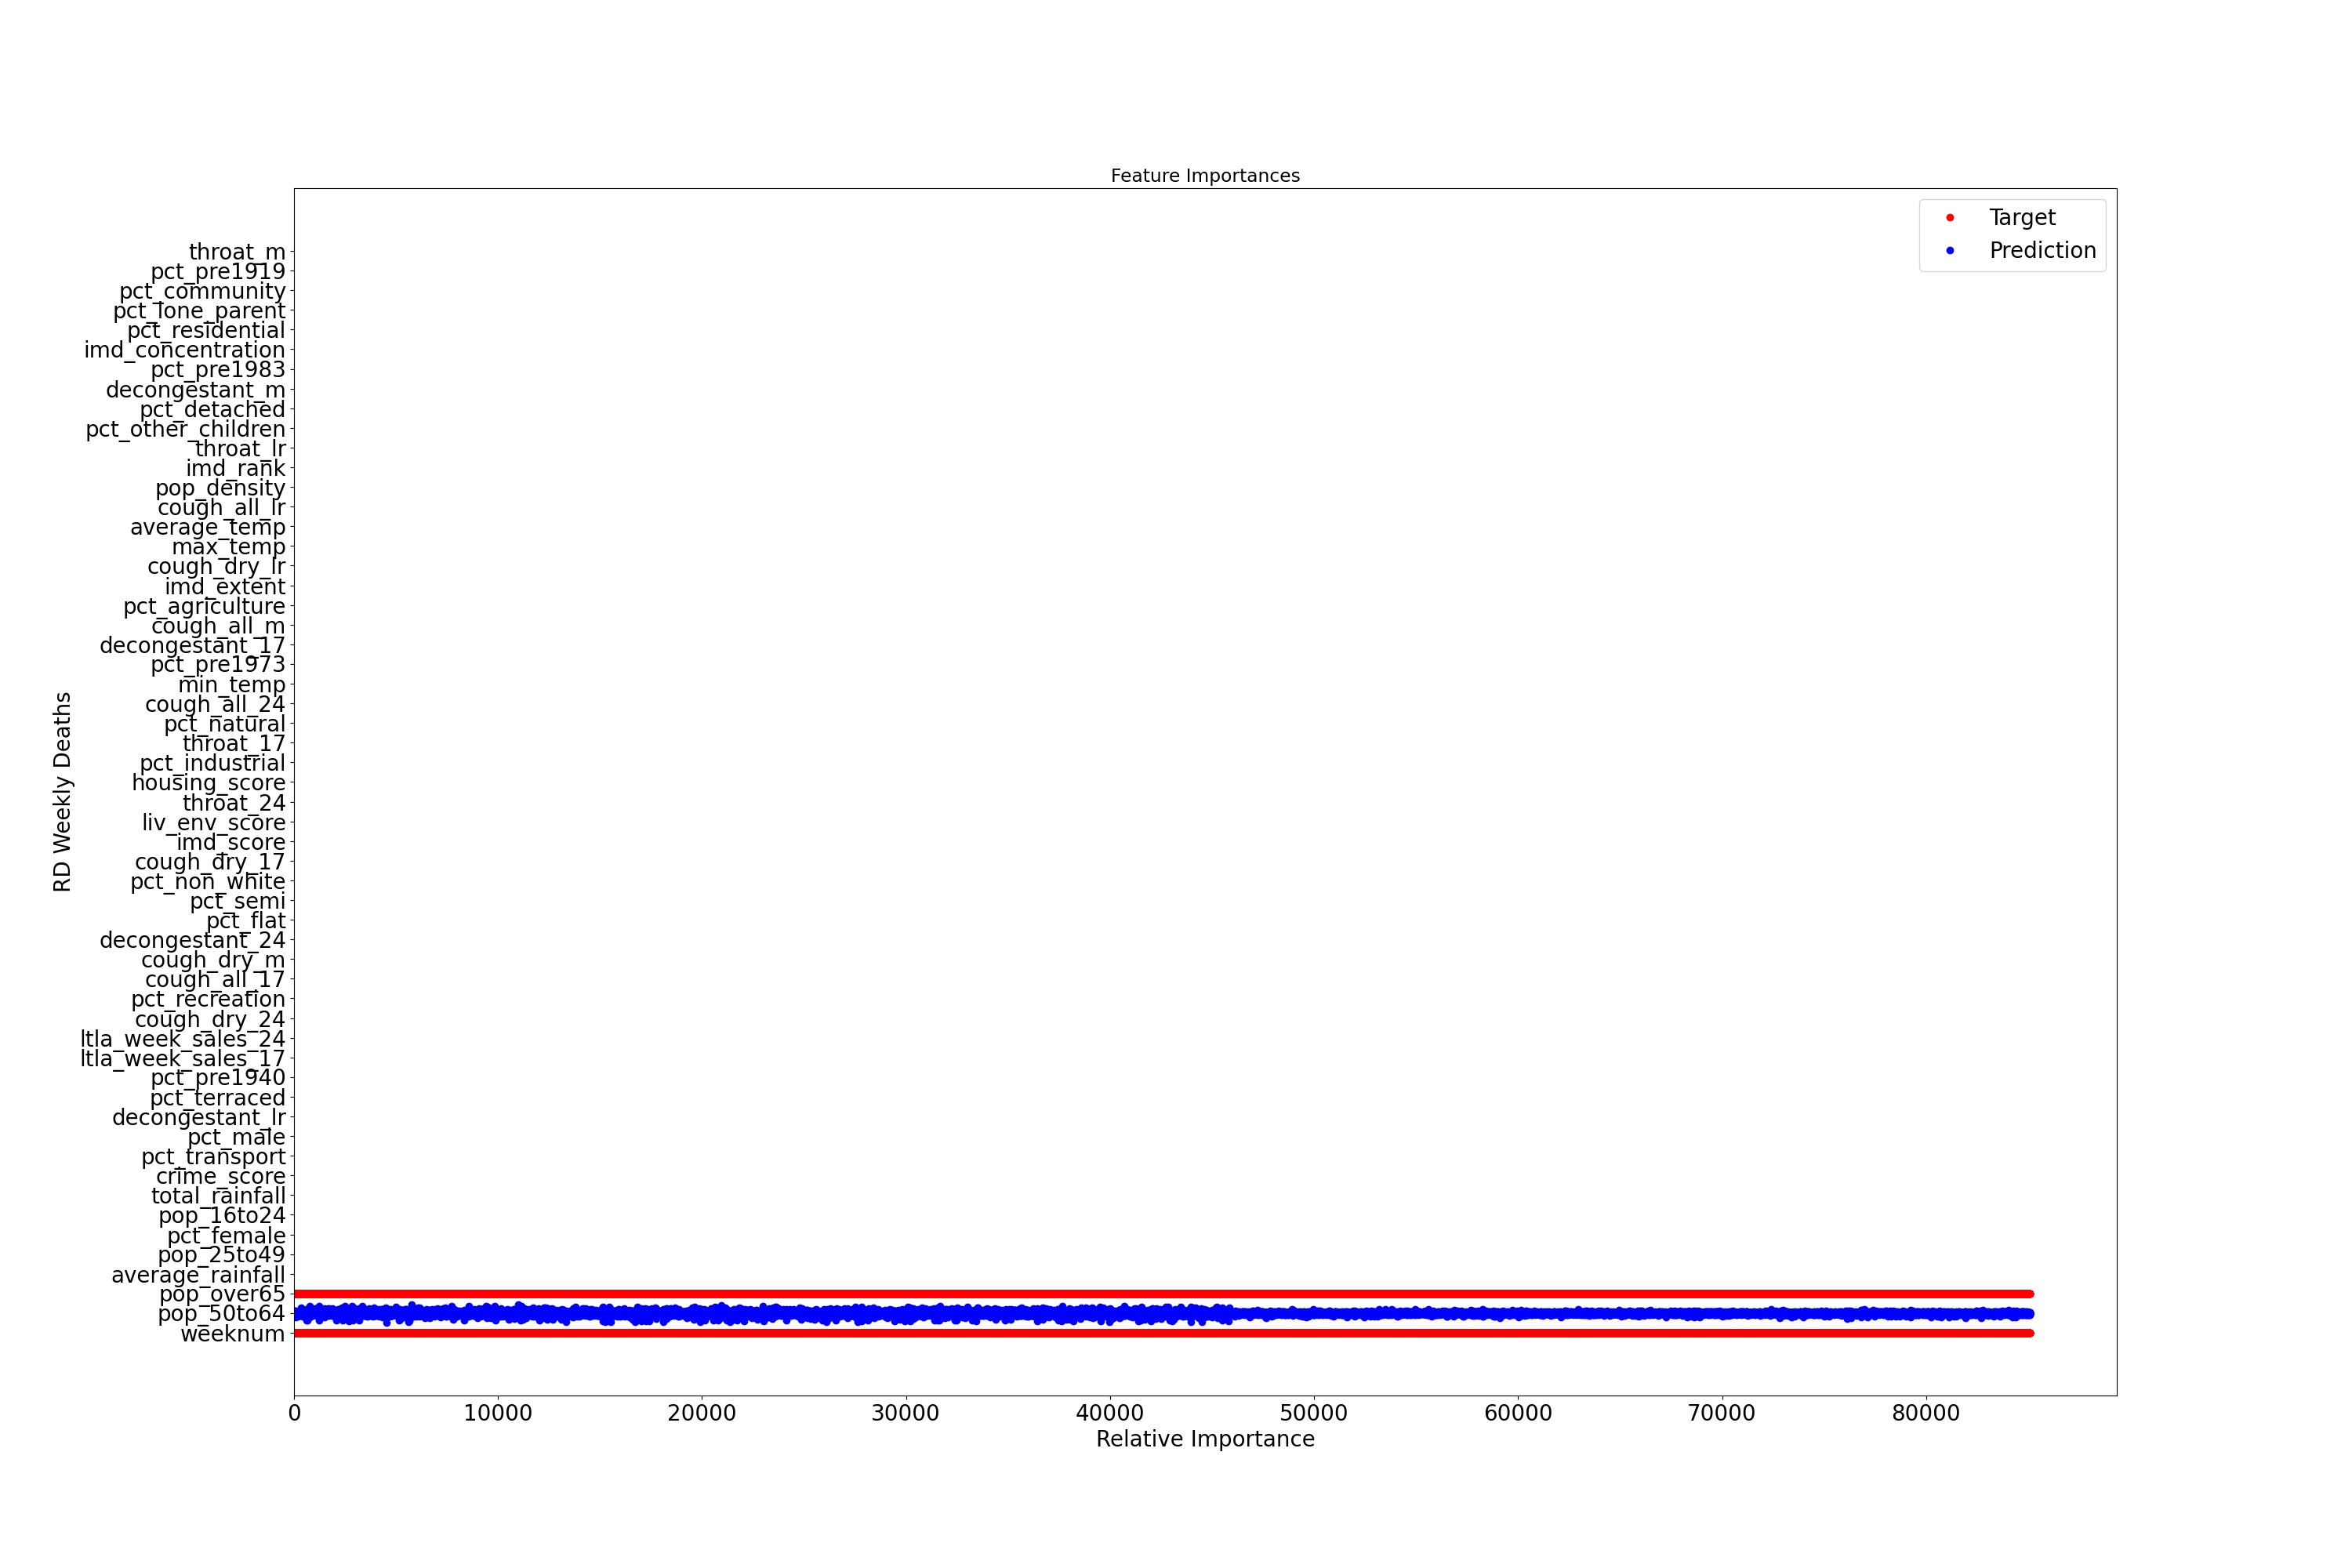 Feature Importances
Target
Prediction
throat_m
pct_pre1919
pct_community
pct_lone_parent
pct_residential
imd_concentration
pct_pre1983
decongestant_m
pct_detached
pct_other_children
throat_lr
imd_rank
pop_density
cough_all_lr
average_temp
max_temp
cough_dry_lr
imd_extent
pct_agriculture
cough_all_m
decongestant_17
pct_pre1973
min_temp
cough_all_24
pct_natural
throat_17
pct_industrial
housing_score
throat_24
liv_env_score
imd_score
cough_dry_17
pct_non_white
pct_semi
pct_flat
decongestant_24
cough_dry_m
cough_all_17
pct_recreation
cough_dry_24
ltla_week_sales_24
ltla_week_sales_17
pct_pre1940
pct_terraced
decongestant_lr
pct_male
pct_transport
crime_score
total_rainfall
pop_16to24
pct_female
pop_25to49
average_rainfall
pop_over65
pop_50to64
weeknum
RD Weekly Deaths
0 10000 20000 30000 40000 50000 60000 70000 80000
Relative Importance